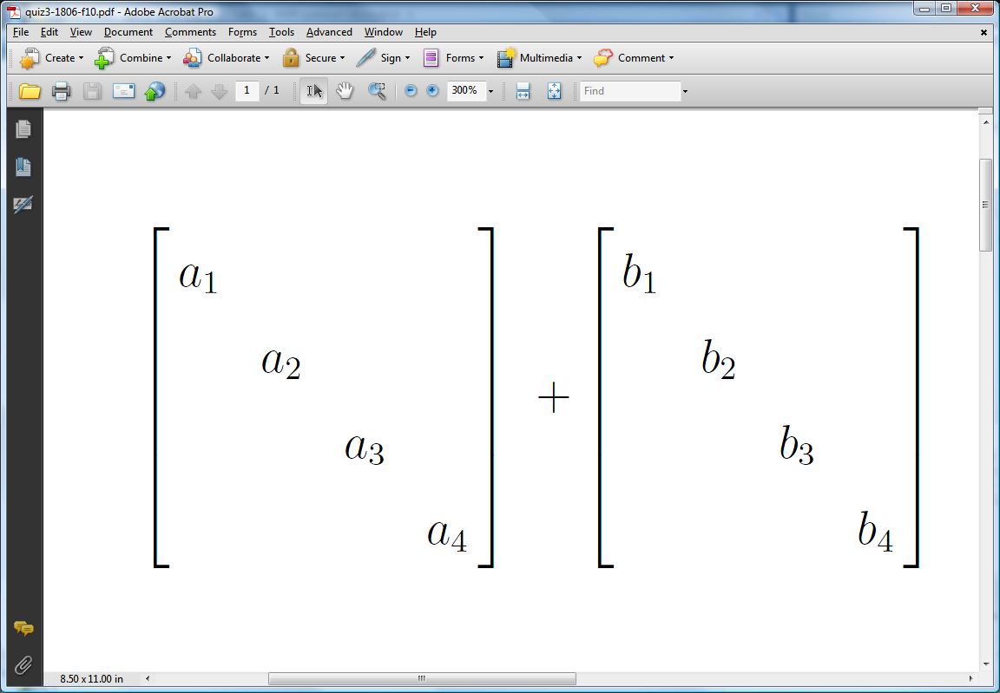 quiz3-1806-f10.pdf - Adobe Acrobat Pro
File Edit View Document Comments Forms Tools Advanced Window Help
Create Combine Collaborate Secure Sign Forms Multimedia Comment
1 / 1 300% Find
a₁ b₁
a₂ b₂
+
a₃ b₃
a₄ b₄
8.50 x 11.00 in